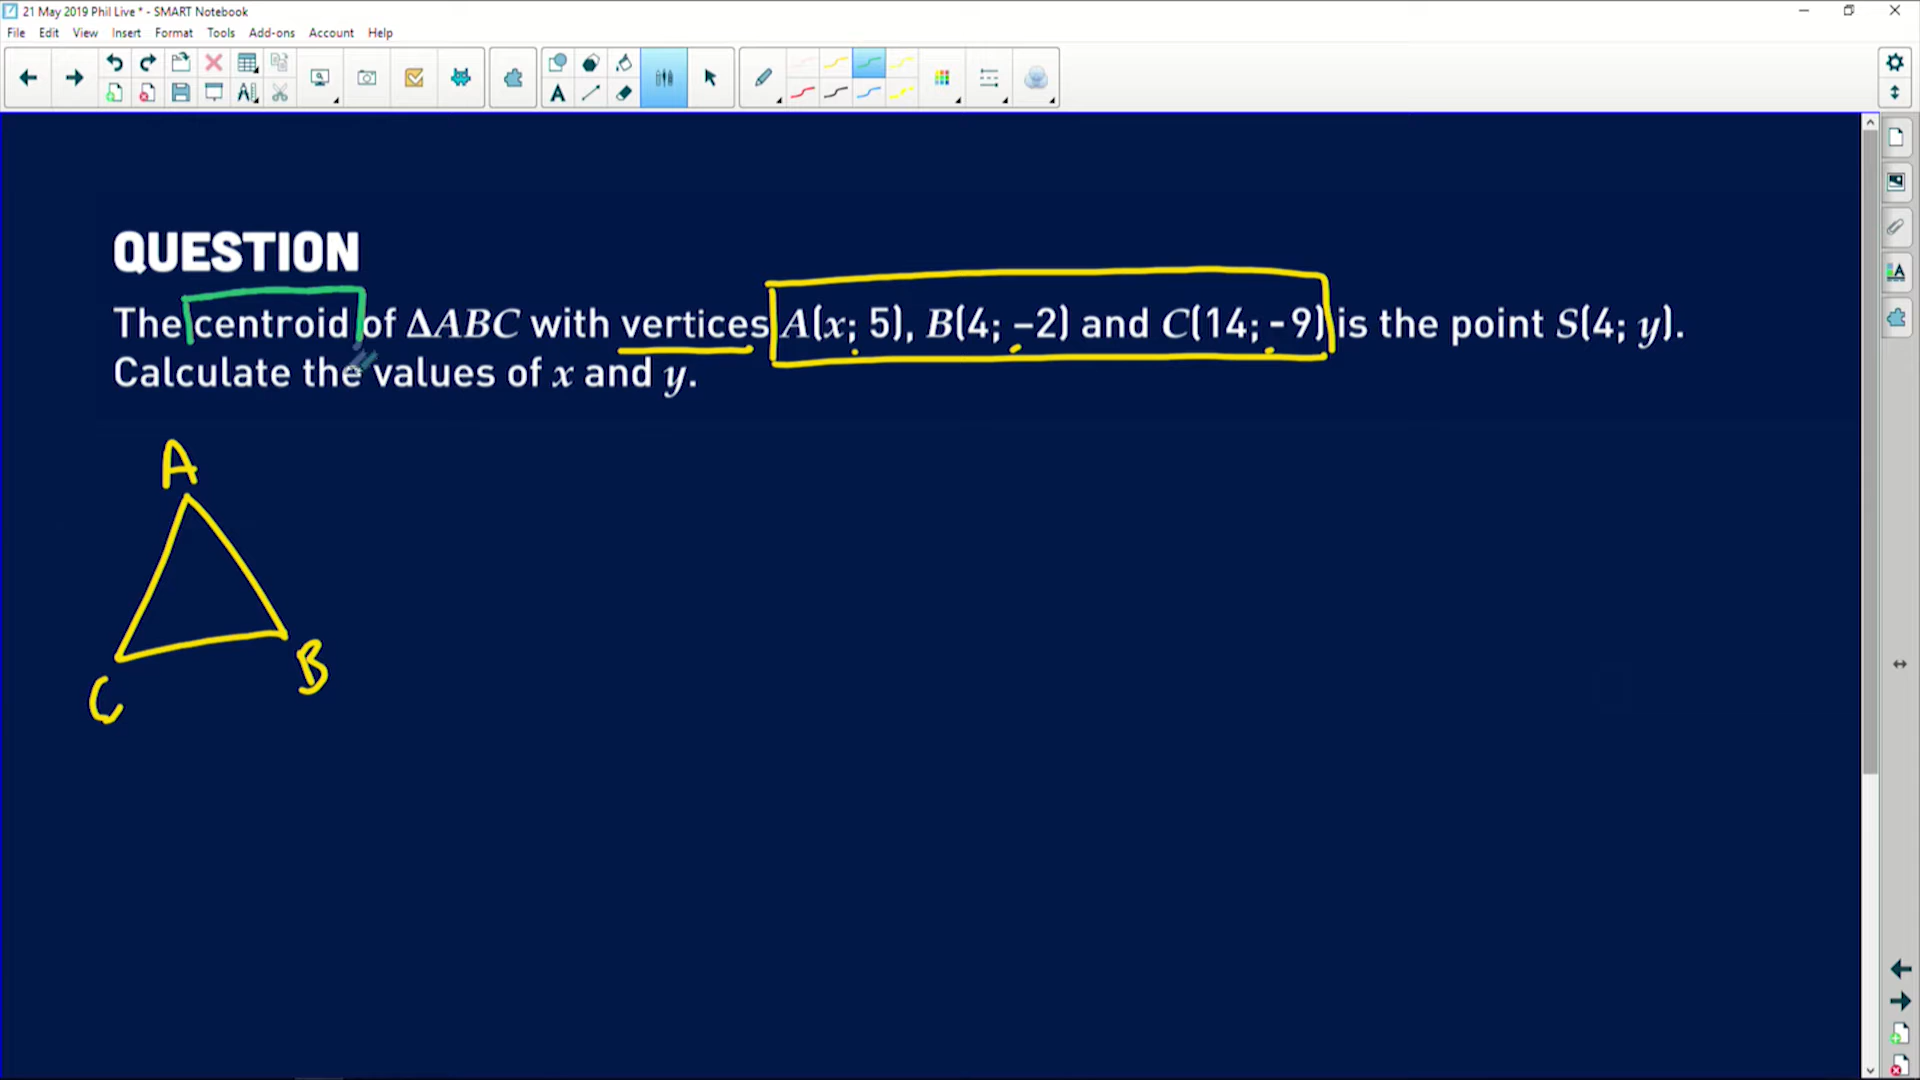 21 May 2019 Phil Live * - SMART Notebook
File Edit View Insert Format Tools Add-ons Account Help
QUESTION
The centroid of ΔABC with vertices A(x; 5), B(4; −2) and C(14; -9) is the point S(4; y).
Calculate the values of x and y.
A
B
C